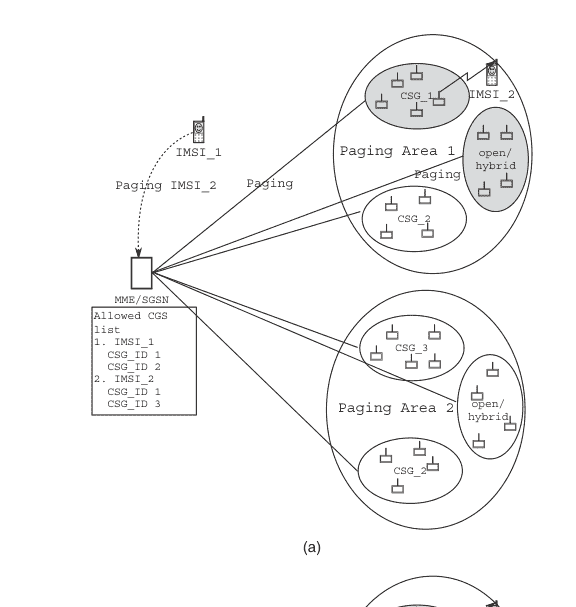 CSG_1
IMSI_2
IMSI_1
Paging Area 1
open/
hybrid
Paging IMSI_2
Paging
Paging
CSG_2
MME/SGSN
Allowed CGS
list
1. IMSI_1
CSG_ID 1
CSG_ID 2
2. IMSI_2
CSG_ID 1
CSG_ID 3
CSG_3
Paging Area 2
open/
hybrid
CSG_2
(a)